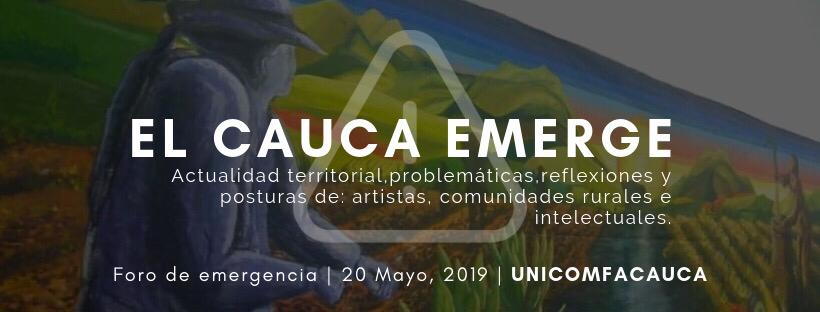 EL CAUCA EMERGE
Actualidad territorial,problemáticas,reflexiones y
posturas de: artistas, comunidades rurales e
intelectuales.
Foro de emergencia | 20 Mayo, 2019 | UNICOMFACAUCA